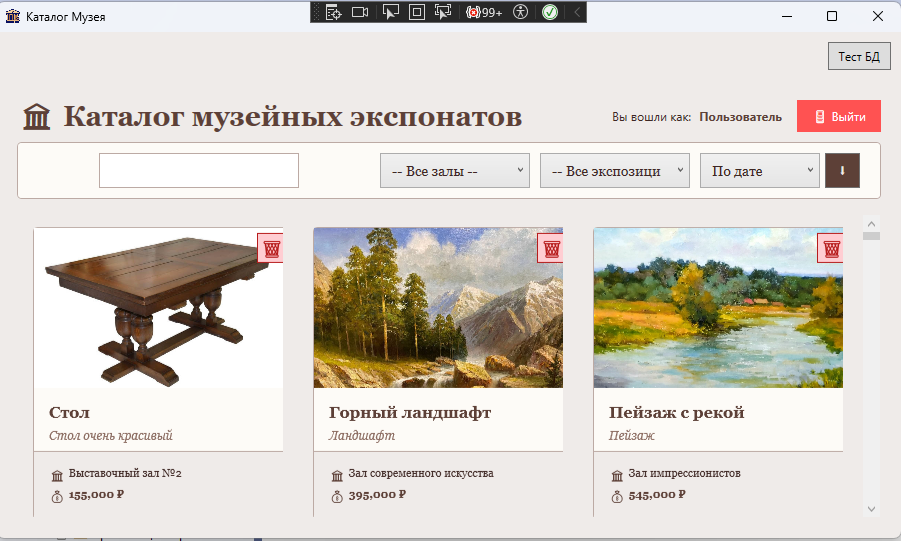 Каталог Музея
99+
Тест БД
Каталог музейных экспонатов
Вы вошли как: Пользователь
Выйти
-- Все залы --
-- Все экспозици
По дате
Стол
Стол очень красивый
Выставочный зал №2
155,000 ₽
Горный ландшафт
Ландшафт
Зал современного искусства
395,000 ₽
Пейзаж с рекой
Пейзаж
Зал импрессионистов
545,000 ₽